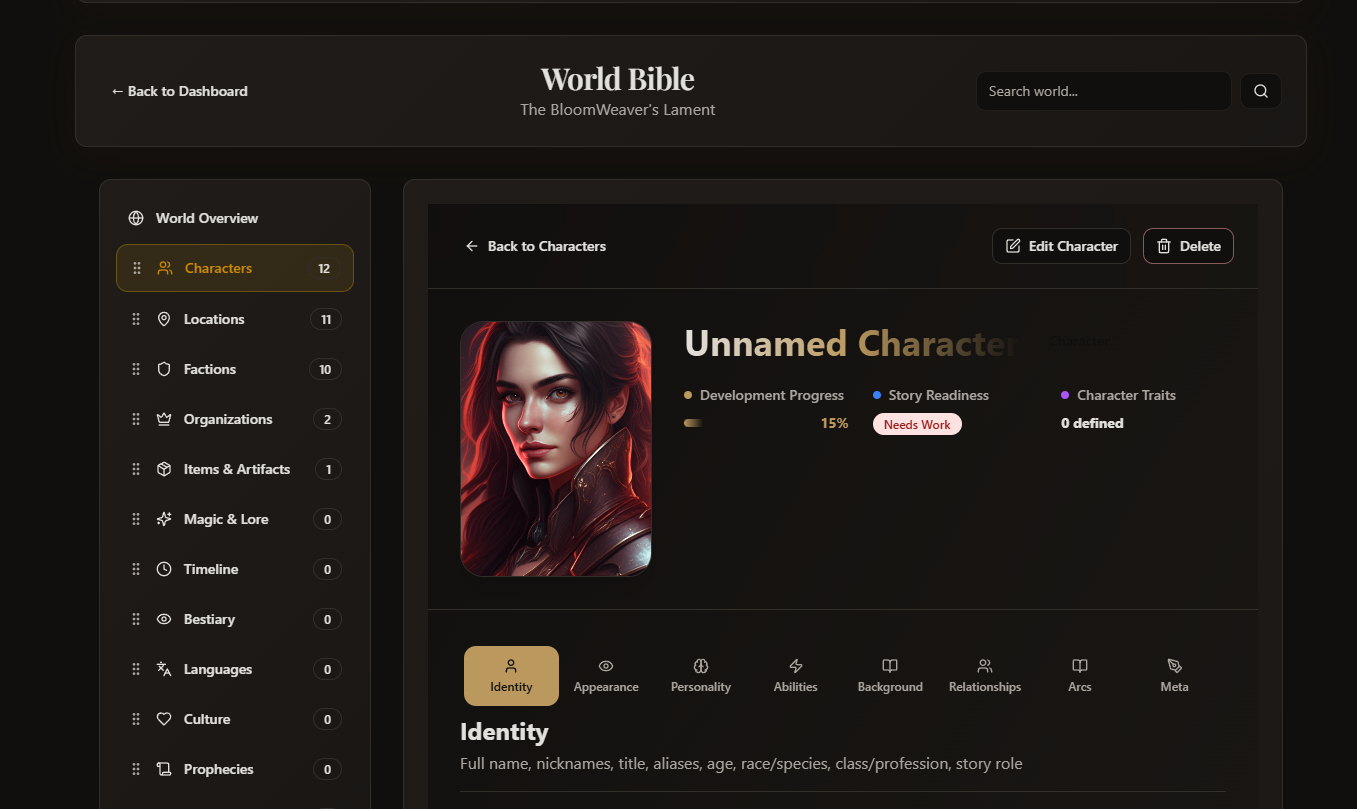 ← Back to Dashboard
World Bible
The BloomWeaver's Lament
Search world...
World Overview
Characters 12
Locations 11
Factions 10
Organizations 2
Items & Artifacts 1
Magic & Lore 0
Timeline 0
Bestiary 0
Languages 0
Culture 0
Prophecies 0
← Back to Characters
Edit Character
Delete
Unnamed Character
Character
Development Progress
15%
Story Readiness
Needs Work
Character Traits
0 defined
Identity
Appearance
Personality
Abilities
Background
Relationships
Arcs
Meta
Identity
Full name, nicknames, title, aliases, age, race/species, class/profession, story role